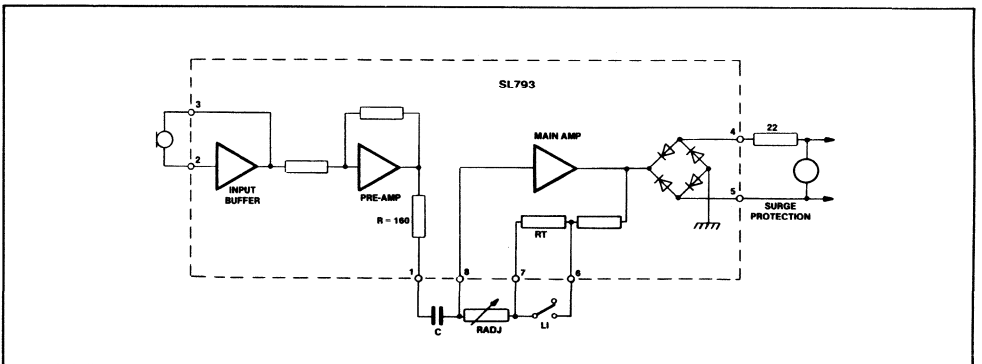 SL793
3
2
INPUT
BUFFER
PRE-AMP
R = 160
MAIN AMP
RT
4
22
5
SURGE
PROTECTION
1
8
7
6
C
RADJ
LI